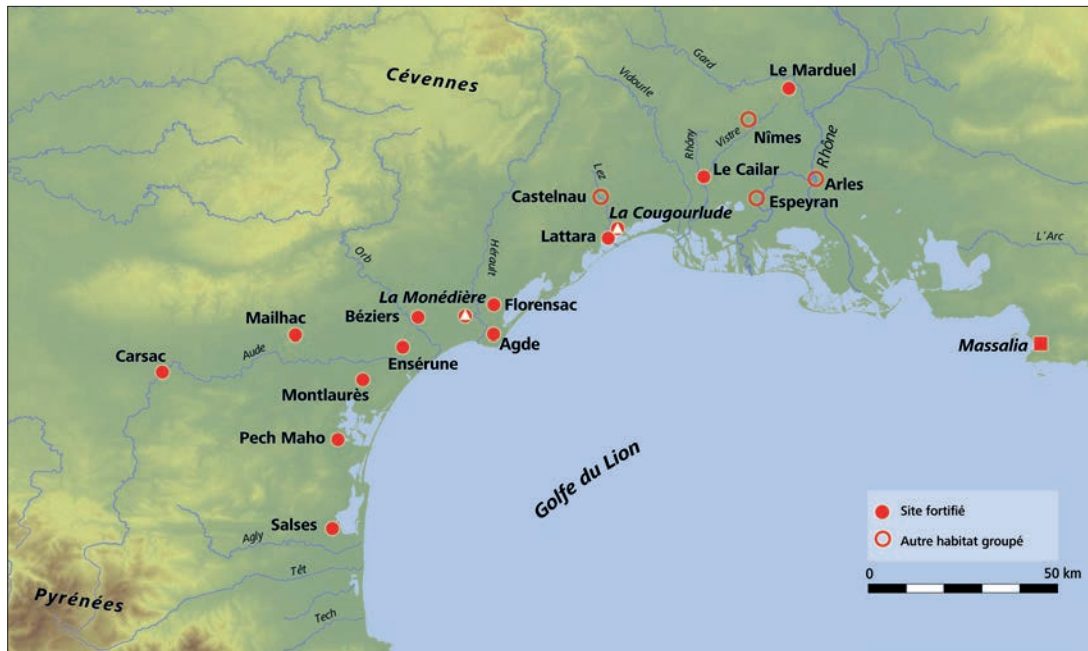 Cévennes
Gard
Vidourle
Le Marduel
Nîmes
Vistre
Rhône
Rhôny
Le Cailar
Arles
Espeyran
Lez
Castelnau
La Cougourlude
Lattara
L'Arc
Orb
Hérault
La Monédière
Florensac
Mailhac
Béziers
Agde
Massalia
Carsac
Aude
Ensérune
Montlaurès
Pech Maho
Golfe du Lion
Salses
Agly
Têt
Pyrénées
Tech
Site fortifié
Autre habitat groupé
0 50 km